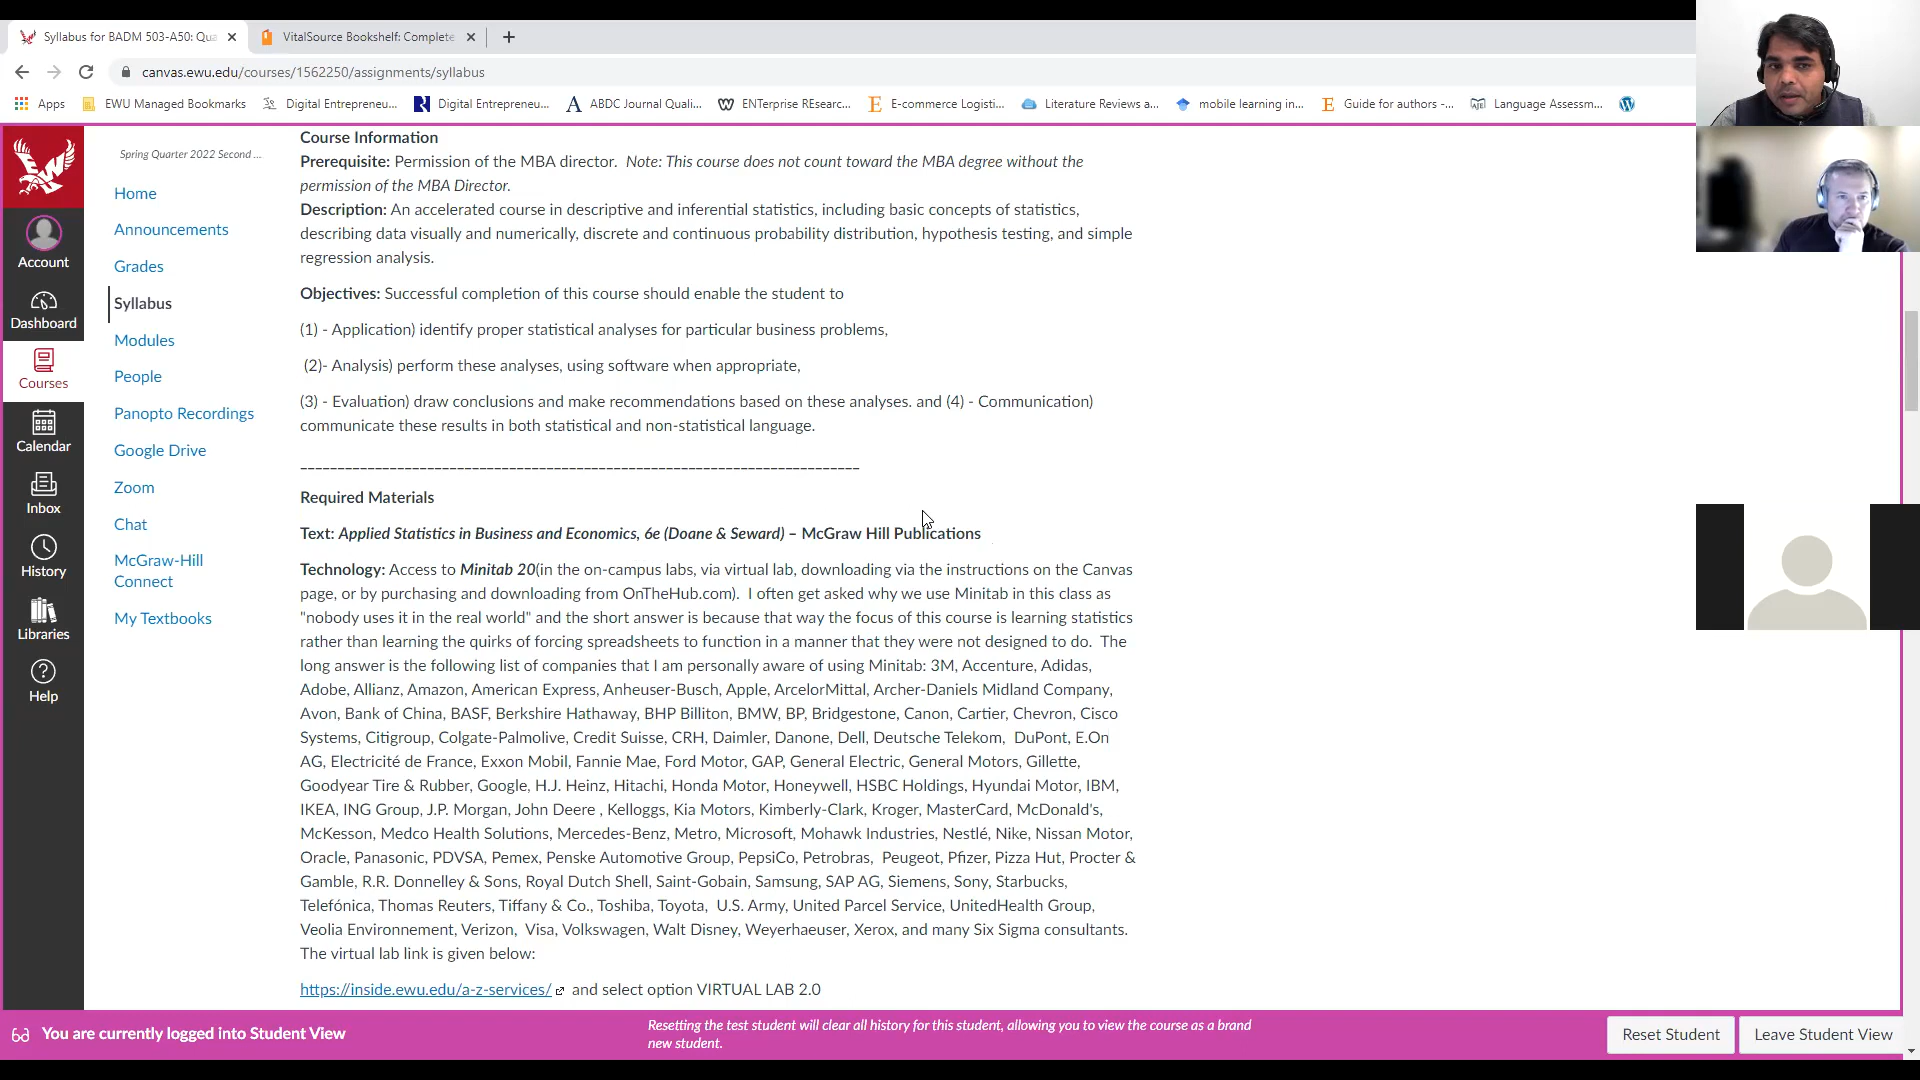 Syllabus for BADM 503-A50: Qua
VitalSource Bookshelf: Complete
canvas.ewu.edu/courses/1562250/assignments/syllabus
Apps
EWU Managed Bookmarks
Digital Entrepreneu...
Digital Entrepreneu...
ABDC Journal Quali...
ENTerprise REsearc...
E-commerce Logisti...
Literature Reviews a...
mobile learning in...
Guide for authors -...
Language Assessm...
Account
Dashboard
Courses
Calendar
Inbox
History
Libraries
Help
Spring Quarter 2022 Second ...
Home
Announcements
Grades
Syllabus
Modules
People
Panopto Recordings
Google Drive
Zoom
Chat
McGraw-Hill
Connect
My Textbooks
Course Information
Prerequisite: Permission of the MBA director. Note: This course does not count toward the MBA degree without the
permission of the MBA Director.
Description: An accelerated course in descriptive and inferential statistics, including basic concepts of statistics,
describing data visually and numerically, discrete and continuous probability distribution, hypothesis testing, and simple
regression analysis.
Objectives: Successful completion of this course should enable the student to
(1) - Application) identify proper statistical analyses for particular business problems,
(2)- Analysis) perform these analyses, using software when appropriate,
(3) - Evaluation) draw conclusions and make recommendations based on these analyses. and (4) - Communication)
communicate these results in both statistical and non-statistical language.
Required Materials
Text: Applied Statistics in Business and Economics, 6e (Doane & Seward) – McGraw Hill Publications
Technology: Access to Minitab 20(in the on-campus labs, via virtual lab, downloading via the instructions on the Canvas
page, or by purchasing and downloading from OnTheHub.com). I often get asked why we use Minitab in this class as
"nobody uses it in the real world" and the short answer is because that way the focus of this course is learning statistics
rather than learning the quirks of forcing spreadsheets to function in a manner that they were not designed to do. The
long answer is the following list of companies that I am personally aware of using Minitab: 3M, Accenture, Adidas,
Adobe, Allianz, Amazon, American Express, Anheuser-Busch, Apple, ArcelorMittal, Archer-Daniels Midland Company,
Avon, Bank of China, BASF, Berkshire Hathaway, BHP Billiton, BMW, BP, Bridgestone, Canon, Cartier, Chevron, Cisco
Systems, Citigroup, Colgate-Palmolive, Credit Suisse, CRH, Daimler, Danone, Dell, Deutsche Telekom, DuPont, E.On
AG, Electricité de France, Exxon Mobil, Fannie Mae, Ford Motor, GAP, General Electric, General Motors, Gillette,
Goodyear Tire & Rubber, Google, H.J. Heinz, Hitachi, Honda Motor, Honeywell, HSBC Holdings, Hyundai Motor, IBM,
IKEA, ING Group, J.P. Morgan, John Deere , Kelloggs, Kia Motors, Kimberly-Clark, Kroger, MasterCard, McDonald's,
McKesson, Medco Health Solutions, Mercedes-Benz, Metro, Microsoft, Mohawk Industries, Nestlé, Nike, Nissan Motor,
Oracle, Panasonic, PDVSA, Pemex, Penske Automotive Group, PepsiCo, Petrobras, Peugeot, Pfizer, Pizza Hut, Procter &
Gamble, R.R. Donnelley & Sons, Royal Dutch Shell, Saint-Gobain, Samsung, SAP AG, Siemens, Sony, Starbucks,
Telefónica, Thomas Reuters, Tiffany & Co., Toshiba, Toyota, U.S. Army, United Parcel Service, UnitedHealth Group,
Veolia Environnement, Verizon, Visa, Volkswagen, Walt Disney, Weyerhaeuser, Xerox, and many Six Sigma consultants.
The virtual lab link is given below:
https://inside.ewu.edu/a-z-services/ and select option VIRTUAL LAB 2.0
You are currently logged into Student View
Resetting the test student will clear all history for this student, allowing you to view the course as a brand
new student.
Reset Student
Leave Student View